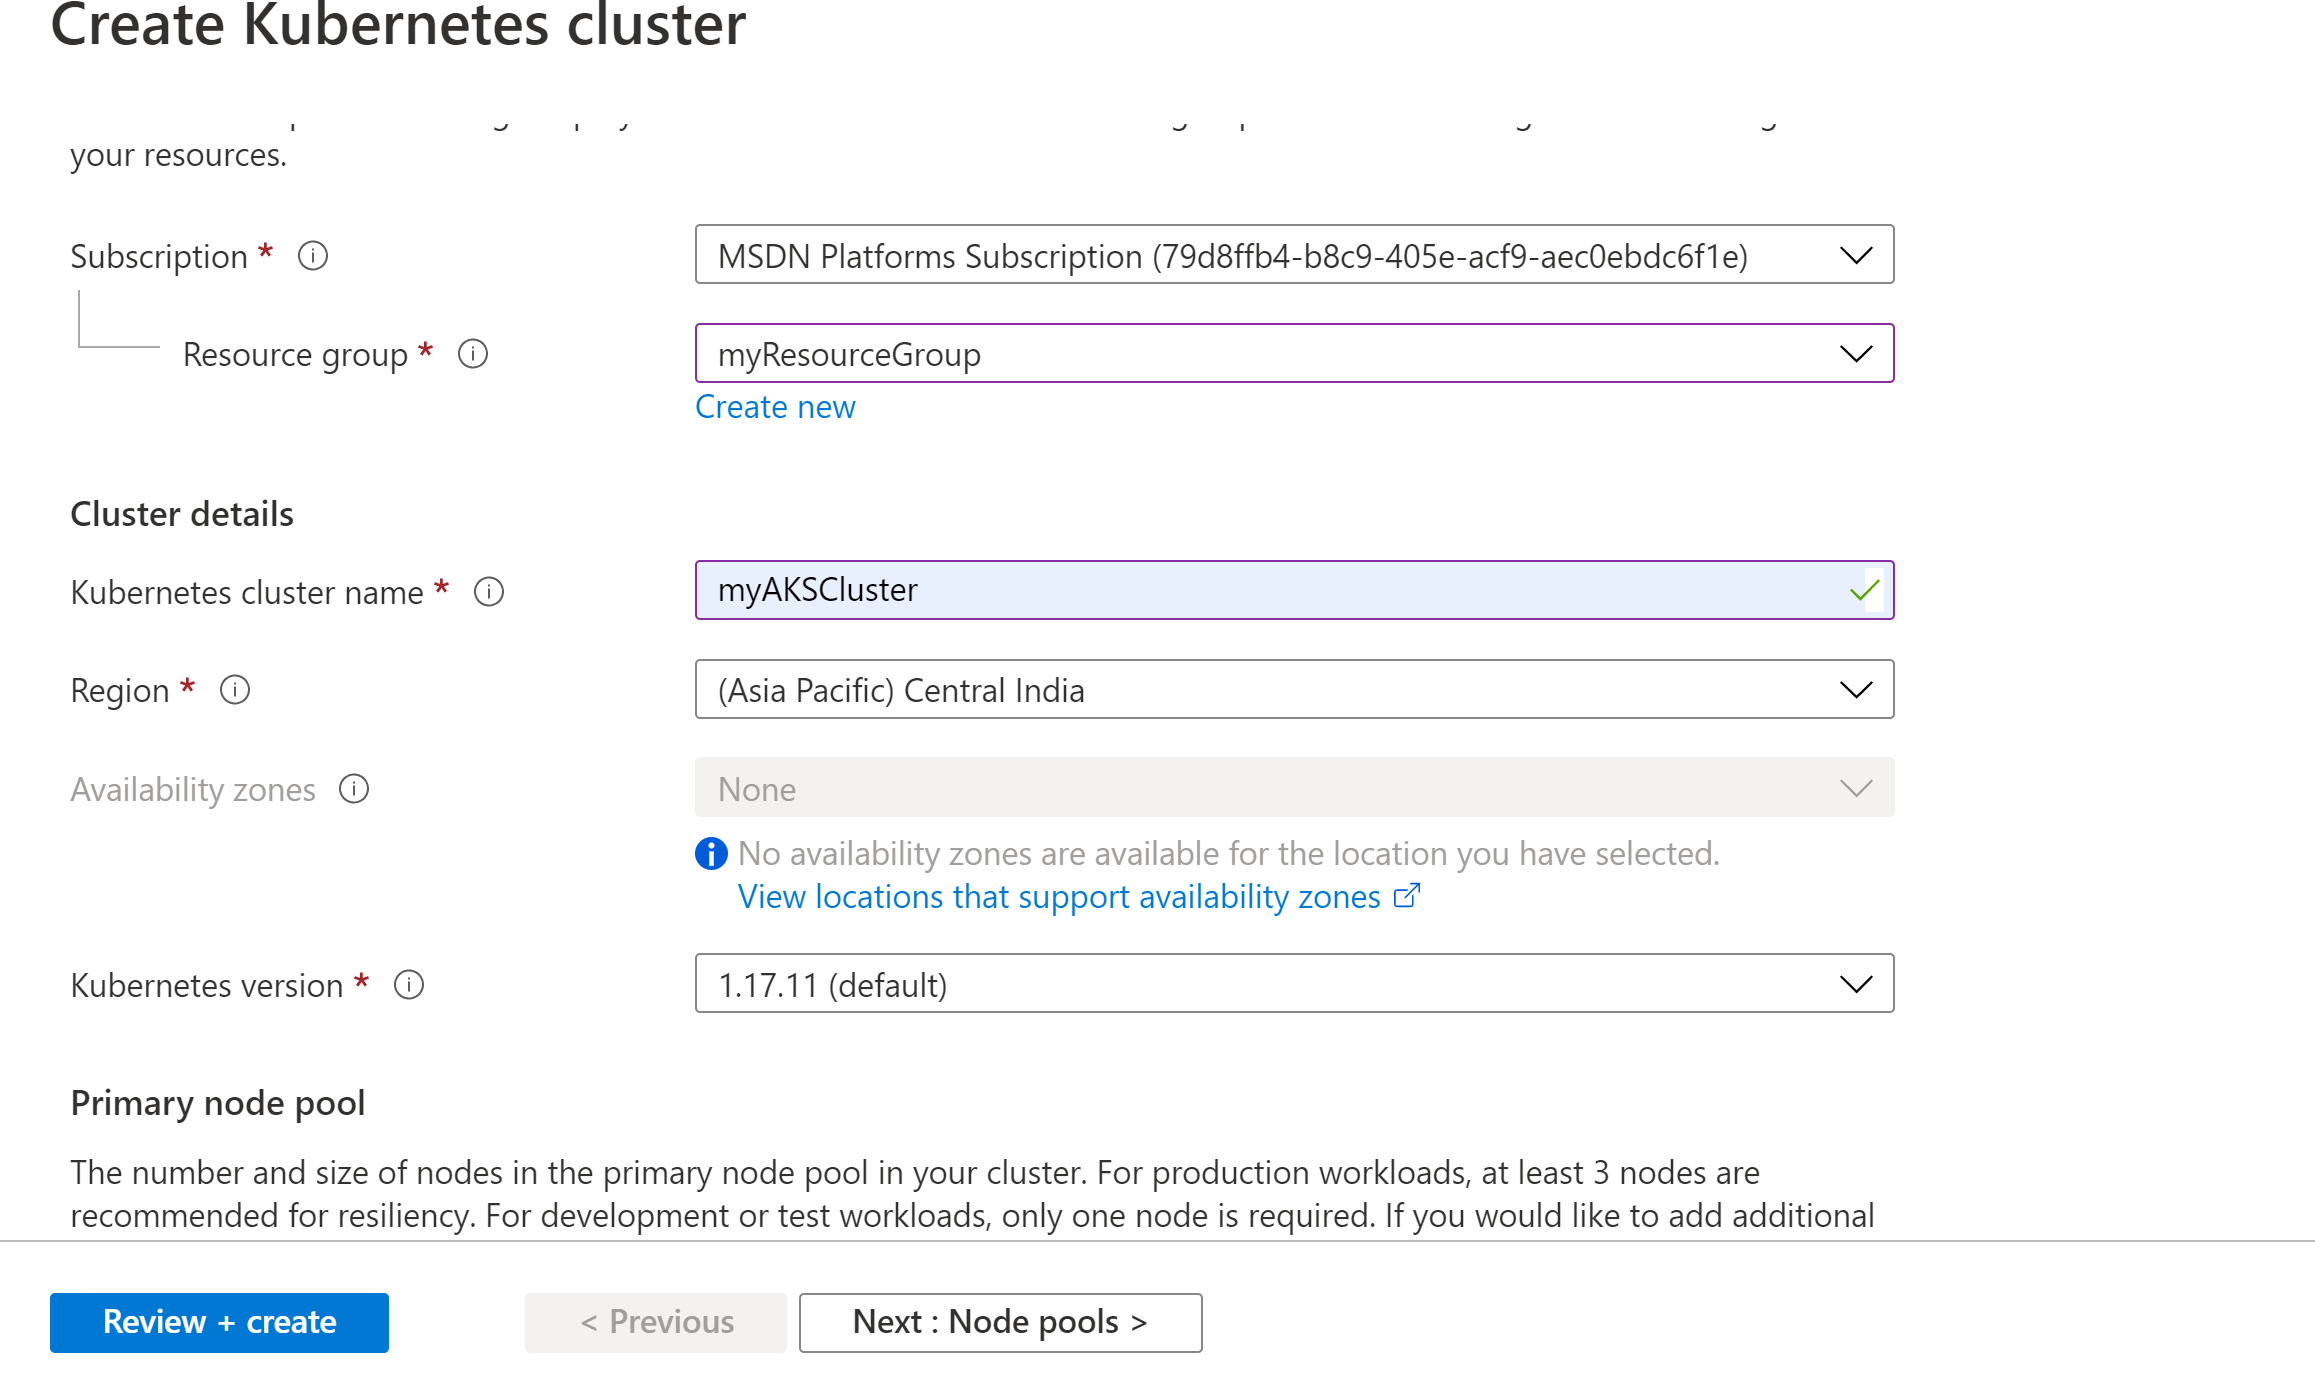 Create Kubernetes cluster
your resources.
Subscription *
MSDN Platforms Subscription (79d8ffb4-b8c9-405e-acf9-aec0ebdc6f1e)
Resource group *
myResourceGroup
Create new
Cluster details
Kubernetes cluster name *
myAKSCluster
Region *
(Asia Pacific) Central India
Availability zones
None
No availability zones are available for the location you have selected.
View locations that support availability zones
Kubernetes version *
1.17.11 (default)
Primary node pool
The number and size of nodes in the primary node pool in your cluster. For production workloads, at least 3 nodes are
recommended for resiliency. For development or test workloads, only one node is required. If you would like to add additional
Review + create
< Previous
Next : Node pools >